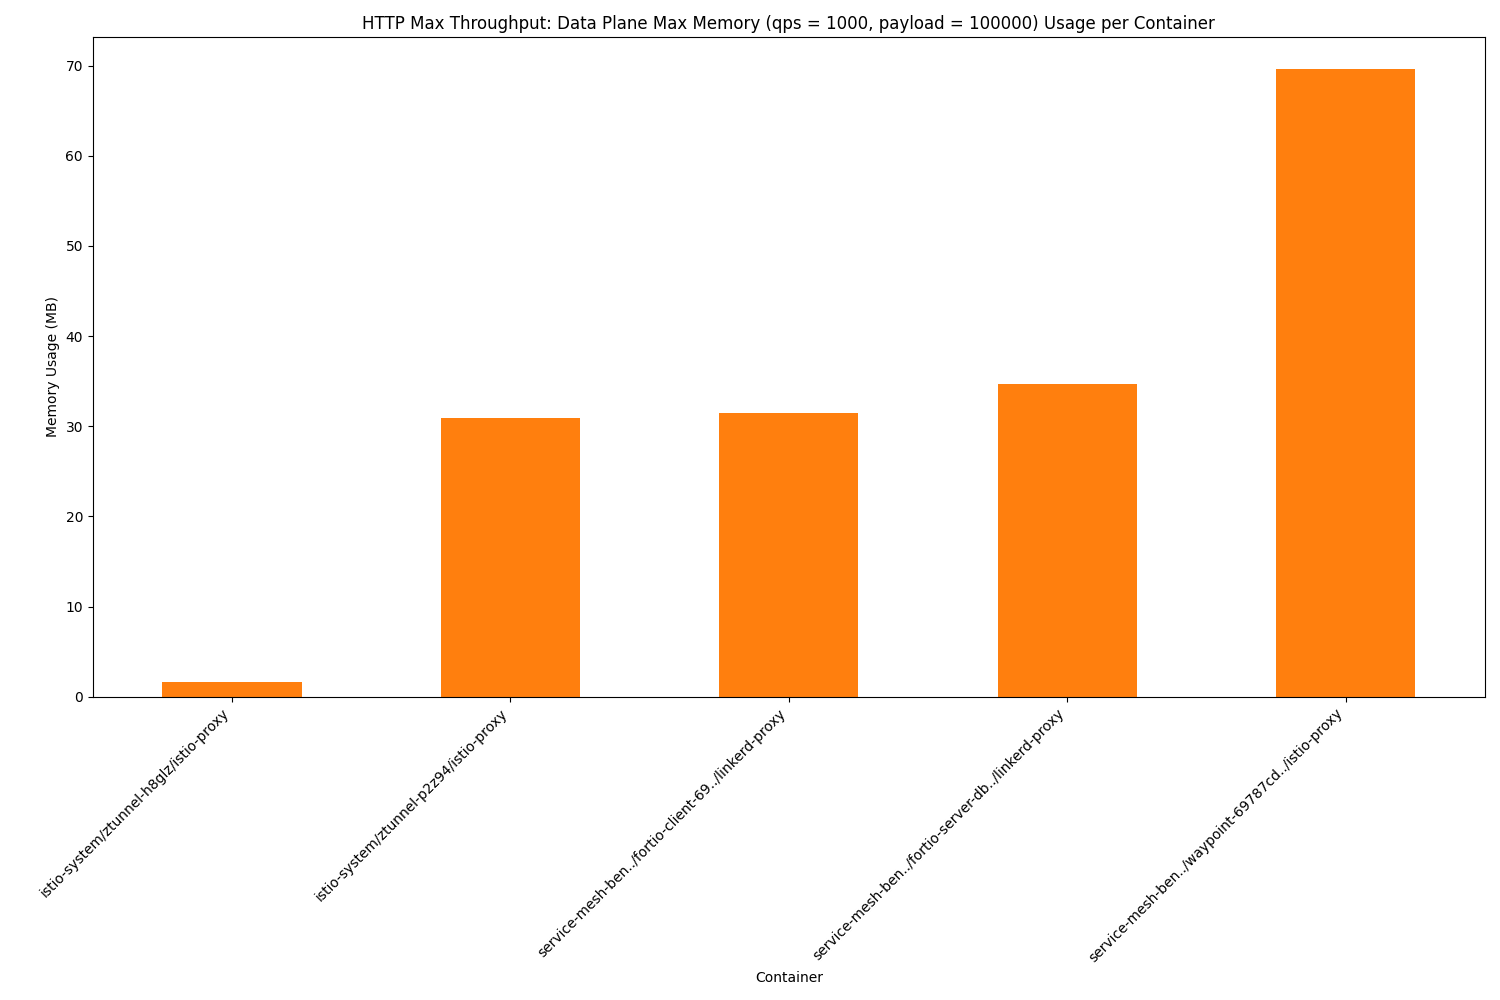 HTTP Max Throughput: Data Plane Max Memory (qps = 1000, payload = 100000) Usage per Container
Memory Usage (MB)
70
60
50
40
30
20
10
0
istio-system/ztunnel-h8glz/istio-proxy
istio-system/ztunnel-p2z94/istio-proxy
service-mesh-ben../fortio-client-69../linkerd-proxy
service-mesh-ben../fortio-server-db../linkerd-proxy
service-mesh-ben../waypoint-69787cd../istio-proxy
Container